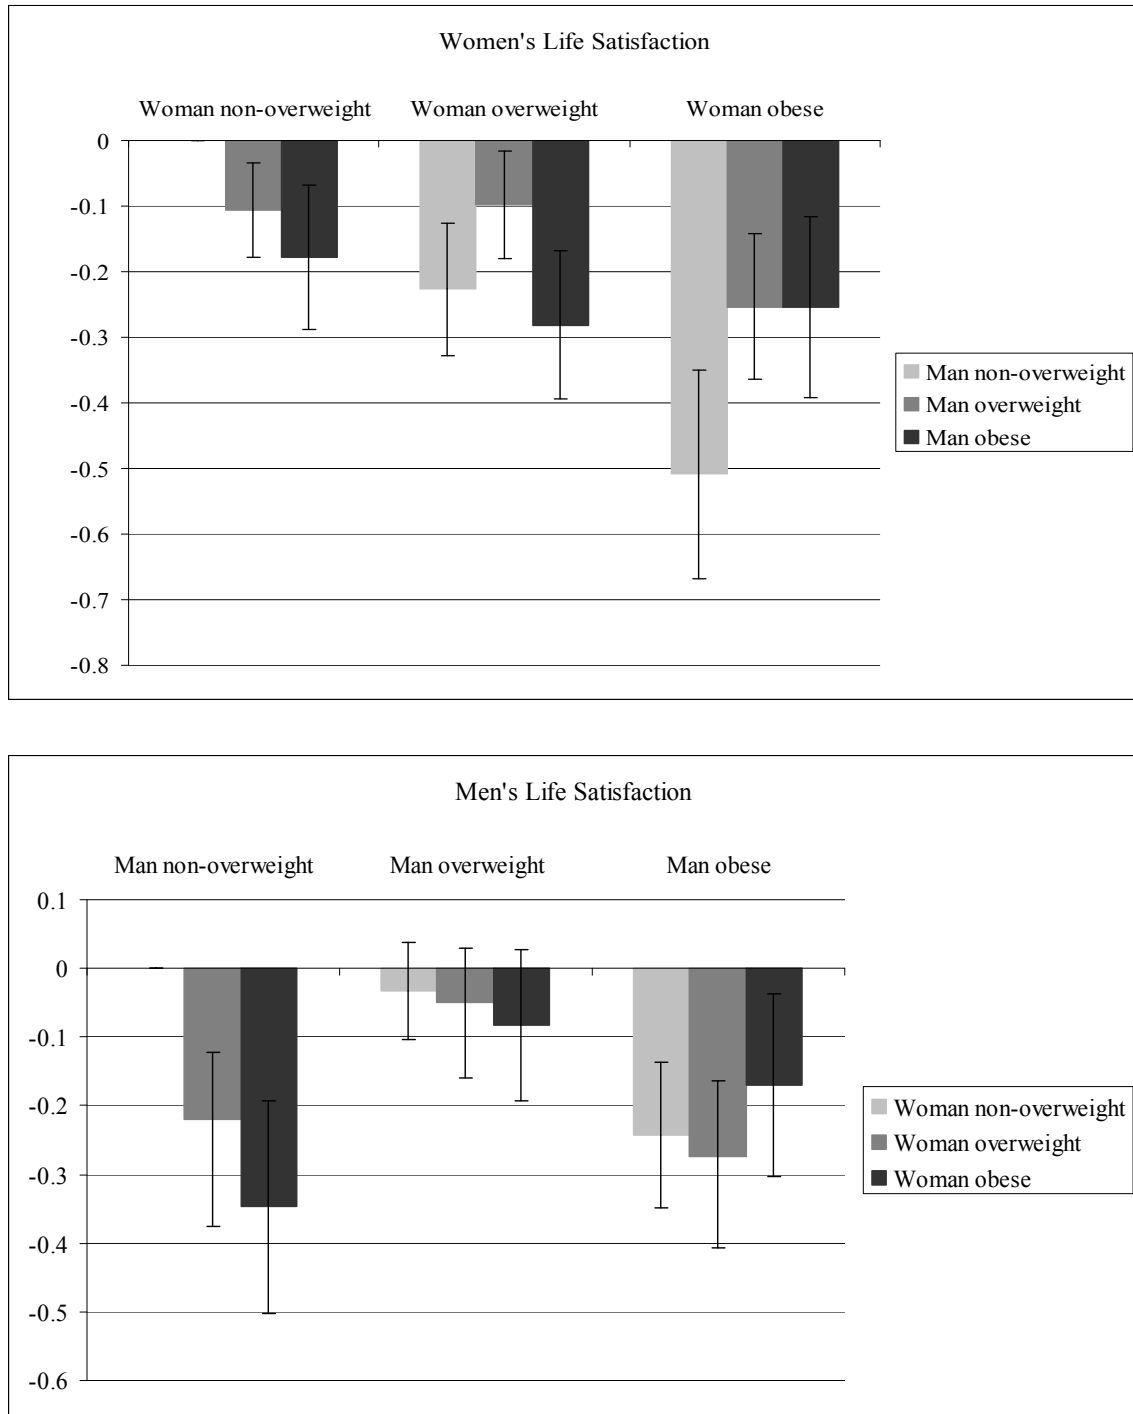 Women's Life Satisfaction
Woman non-overweight Woman overweight Woman obese
0
-0.1
-0.2
-0.3
-0.4
-0.5
-0.6
-0.7
-0.8
Man non-overweight
Man overweight
Man obese
Men's Life Satisfaction
Man non-overweight Man overweight Man obese
0.1
0
-0.1
-0.2
-0.3
-0.4
-0.5
-0.6
Woman non-overweight
Woman overweight
Woman obese